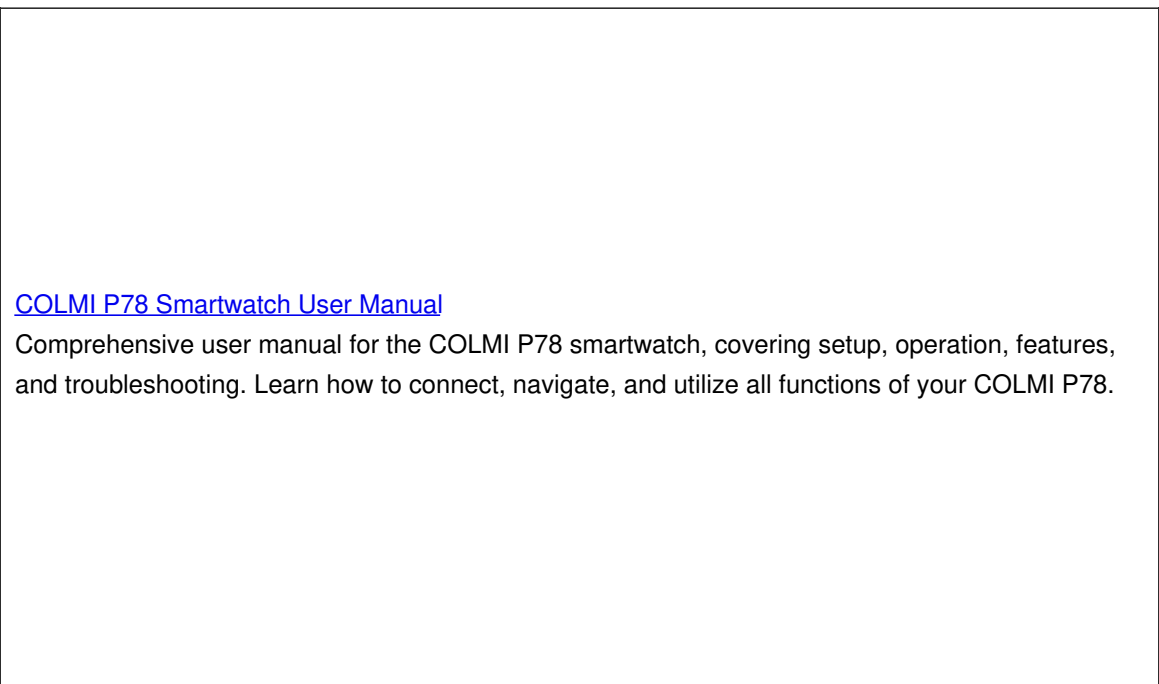 COLMI P78 Smartwatch User Manual
Comprehensive user manual for the COLMI P78 smartwatch, covering setup, operation, features,
and troubleshooting. Learn how to connect, navigate, and utilize all functions of your COLMI P78.